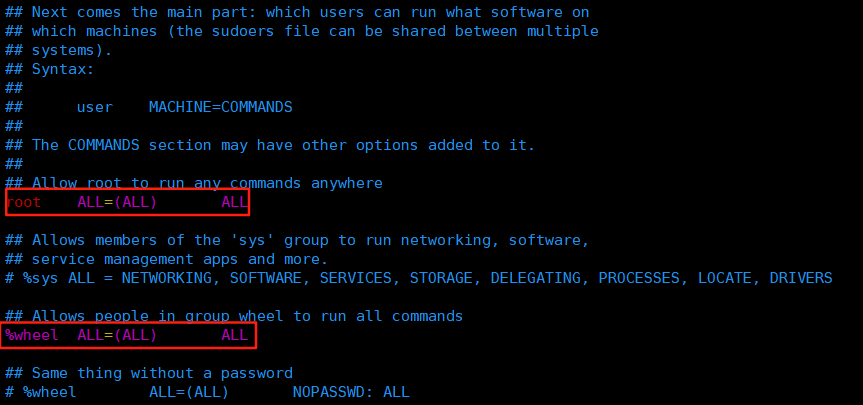 ## Next comes the main part: which users can run what software on
## which machines (the sudoers file can be shared between multiple
## systems).
## Syntax:
##
##      user    MACHINE=COMMANDS
##
## The COMMANDS section may have other options added to it.
##
## Allow root to run any commands anywhere
root    ALL=(ALL)       ALL
## Allows members of the 'sys' group to run networking, software,
## service management apps and more.
# %sys ALL = NETWORKING, SOFTWARE, SERVICES, STORAGE, DELEGATING, PROCESSES, LOCATE, DRIVERS
## Allows people in group wheel to run all commands
%wheel  ALL=(ALL)       ALL
## Same thing without a password
# %wheel        ALL=(ALL)       NOPASSWD: ALL